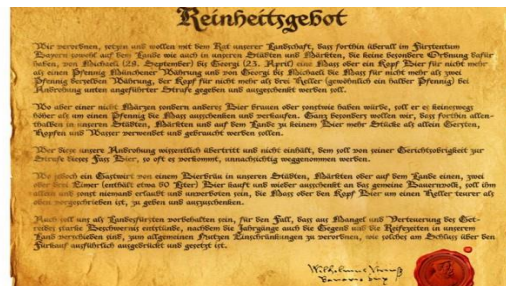 Reinheitsgebot
Wir verordnen, setzen und wollen mit dem Rat unserer Landschaft, dass forthin überall im Fürstentum
Bayern sowohl auf dem Lande wie auch in unseren Städten und Märkten, die keine besondere Ordnung dafür
haben, von Michaeli (29. September) bis Georgi (23. April) eine Mass oder ein Kopf Bier für nicht mehr
als einen Pfennig Münchener Währung und von Georgi bis Michaeli die Mass für nicht mehr als zwei
Pfennig derselben Währung, der Kopf für nicht mehr als drei Heller (gewöhnlich ein halber Pfennig) bei
Androhung unten angeführter Strafe gegeben und ausgeschenkt werden soll.
Wo aber einer nicht Märzen sondern anderes Bier brauen oder sonstwie haben würde, soll er es keineswegs
höher als um einen Pfennig die Mass ausschenken und verkaufen. Ganz besonders wollen wir, dass forthin allen-
thalben in unseren Städten, Märkten und auf dem Lande zu keinem Bier mehr Stücke als allein Gersten,
Hopfen und Wasser verwendet und gebraucht werden sollen.
Wer diese unsere Androhung wissentlich übertritt und nicht einhält, dem soll von seiner Gerichtsobrigkeit zur
Strafe dieses Fass Bier, so oft es vorkommt, unnachsichtig weggenommen werden.
Wo jedoch ein Gastwirt von einem Bierbräu in unseren Städten, Märkten oder auf dem Lande einen, zwei
oder drei Eimer (enthält etwa 60 Liter) Bier kauft und wieder ausschenkt an das gemeine Bauernvolk, soll ihm
allein und sonst niemand erlaubt und unverboten sein, die Mass oder den Kopf Bier um einen Heller teurer als
oben vorgeschrieben ist, zu geben und auszuschenken.
Auch soll uns als Landesfürsten vorbehalten sein, für den Fall, dass aus Mangel und Verteuerung des Get-
reides starke Beschwernis entstünde, nachdem die Jahrgänge auch die Gegend und die Reifezeiten in unserem
Land verschieden sind, zum allgemeinen Nutzen Einschränkungen zu verordnen, wie solches am Schluss über den
Fürkauf ausführlich ausgedrückt und gesetzt ist.